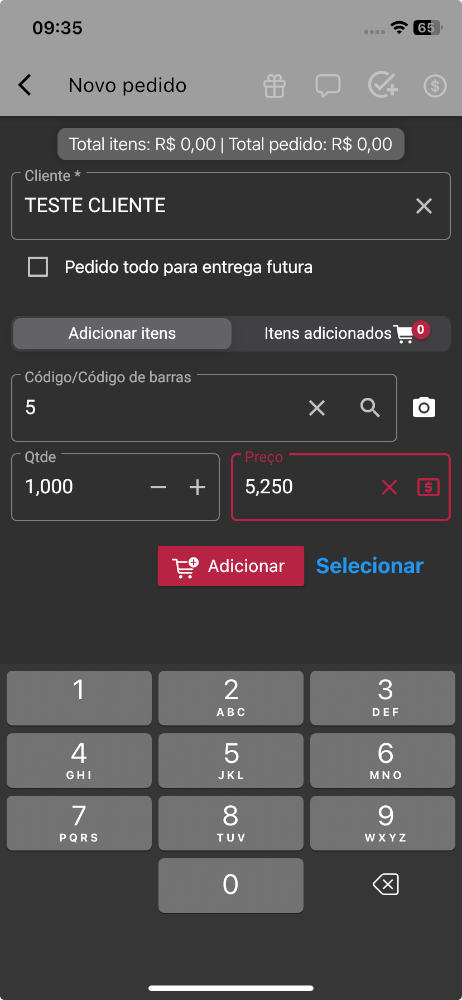 09:35
65
Novo pedido
Total itens: R$ 0,00 | Total pedido: R$ 0,00
Cliente *
TESTE CLIENTE
Pedido todo para entrega futura
Adicionar itens
Itens adicionados 0
Código/Código de barras
5
Qtde
1,000
Preço
5,250
Adicionar
Selecionar
1
2
ABC
3
DEF
4
GHI
5
JKL
6
MNO
7
PQRS
8
TUV
9
WXYZ
0